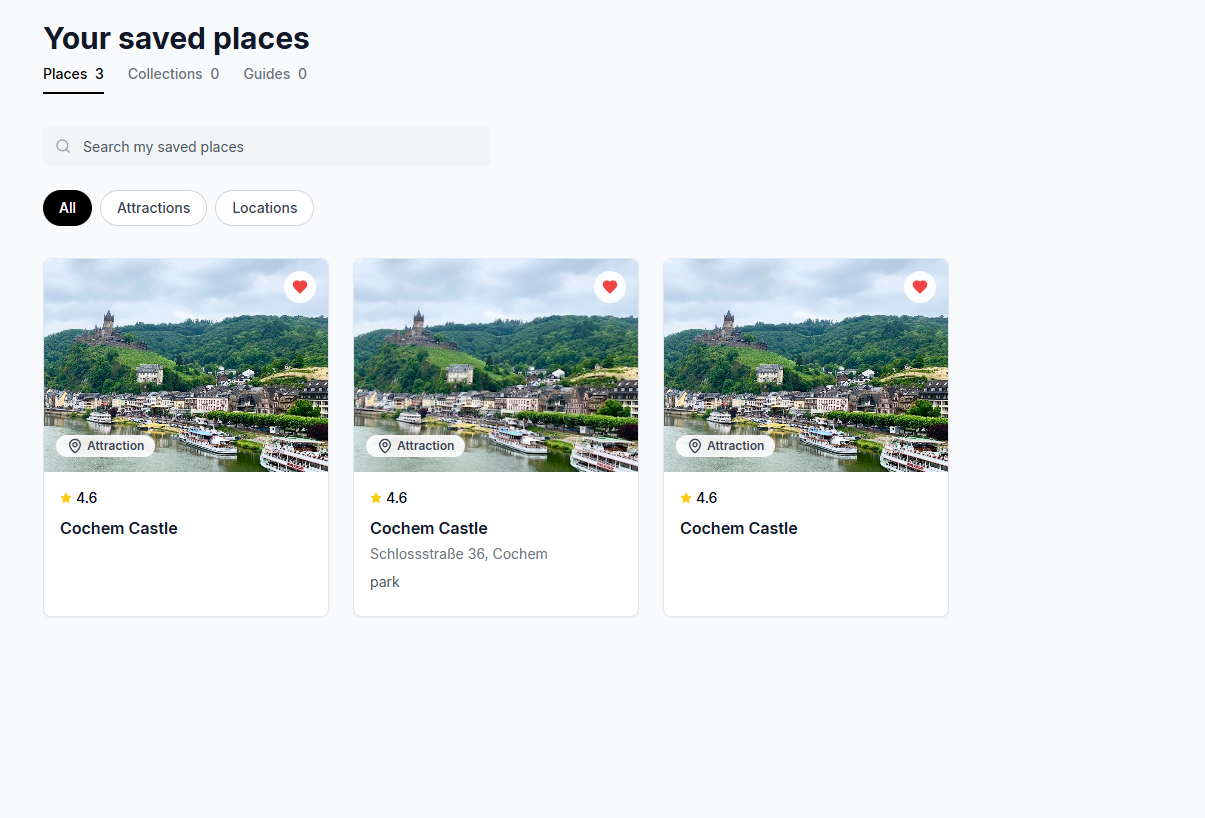 Your saved places
Places 3 Collections 0 Guides 0
Search my saved places
All Attractions Locations
Attraction Attraction Attraction
4.6 4.6 4.6
Cochem Castle Cochem Castle Cochem Castle
Schlossstraße 36, Cochem
park